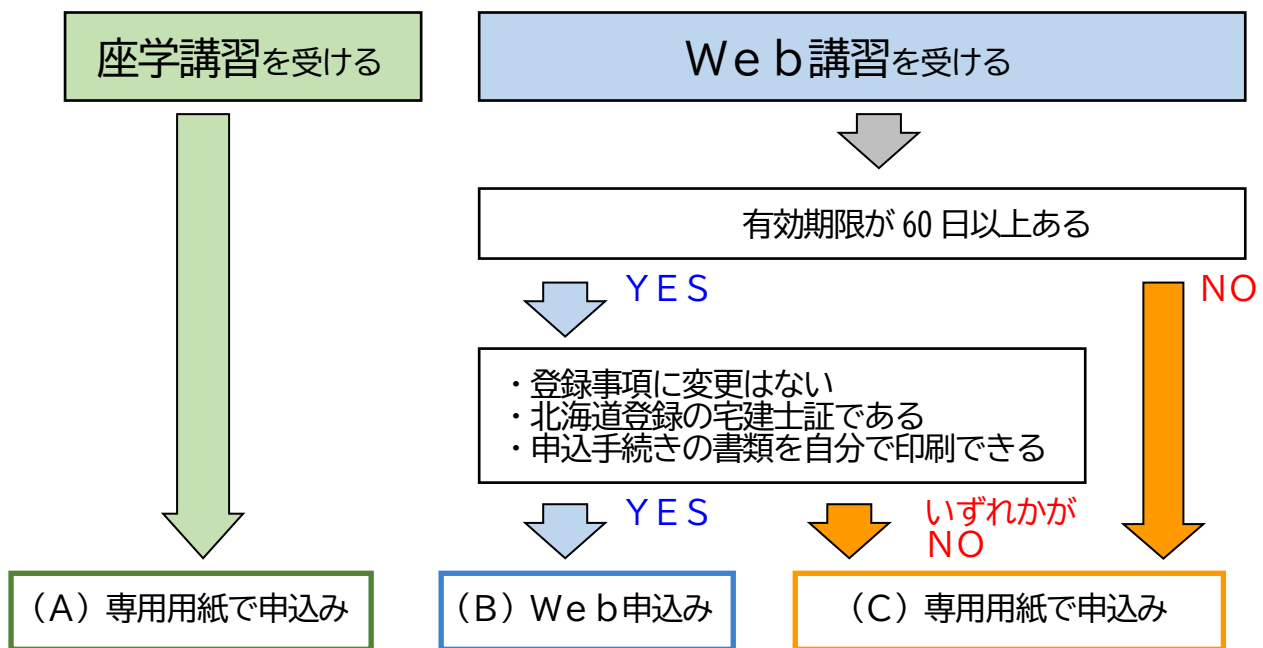 座学講習を受ける
Ｗｅｂ講習を受ける
有効期限が 60 日以上ある
ＹＥＳ
ＮＯ
・登録事項に変更はない
・北海道登録の宅建士証である
・申込手続きの書類を自分で印刷できる
ＹＥＳ
いずれかが
ＮＯ
（Ａ）専用用紙で申込み
（Ｂ）Ｗｅｂ申込み
（Ｃ）専用用紙で申込み